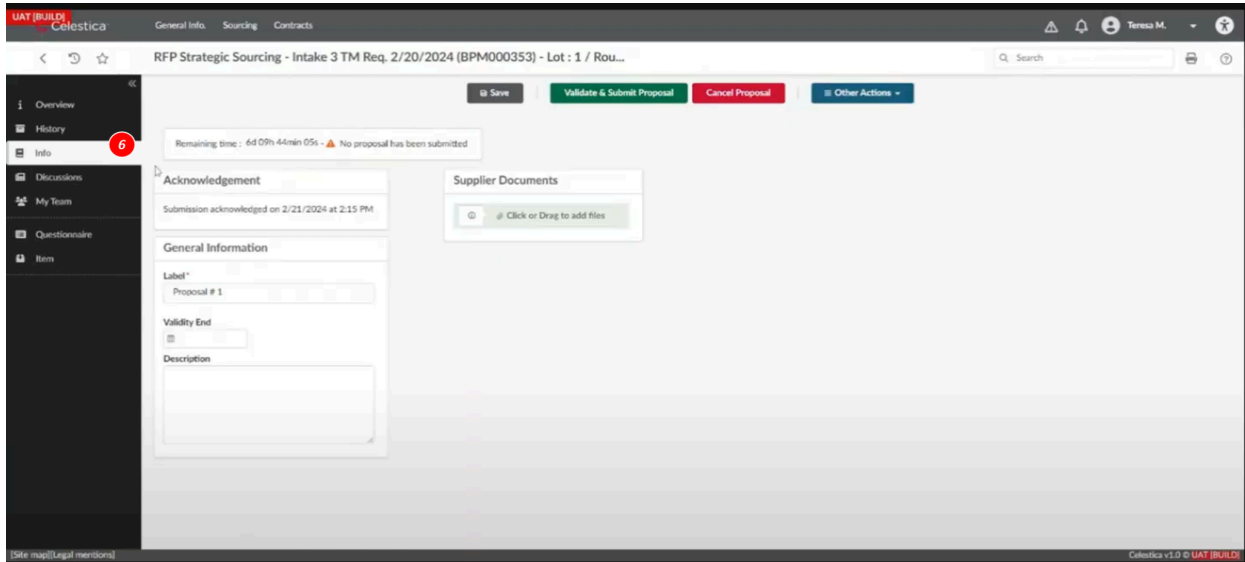 UAT [BUILD]
Celestica
General Info. Sourcing Contracts
Teresa M.
RFP Strategic Sourcing - Intake 3 TM Req. 2/20/2024 (BPM000353) - Lot : 1 / Rou...
Search
Save
Validate & Submit Proposal
Cancel Proposal
Other Actions
Overview
History
Info
6
Discussions
My Team
Questionnaire
Item
Remaining time : 6d 09h 44min 05s - No proposal has been submitted
Acknowledgement
Submission acknowledged on 2/21/2024 at 2:15 PM
Supplier Documents
Click or Drag to add files
General Information
Label*
Proposal # 1
Validity End
Description
[Site map][Legal mentions]
Celestica v1.0 © UAT [BUILD]